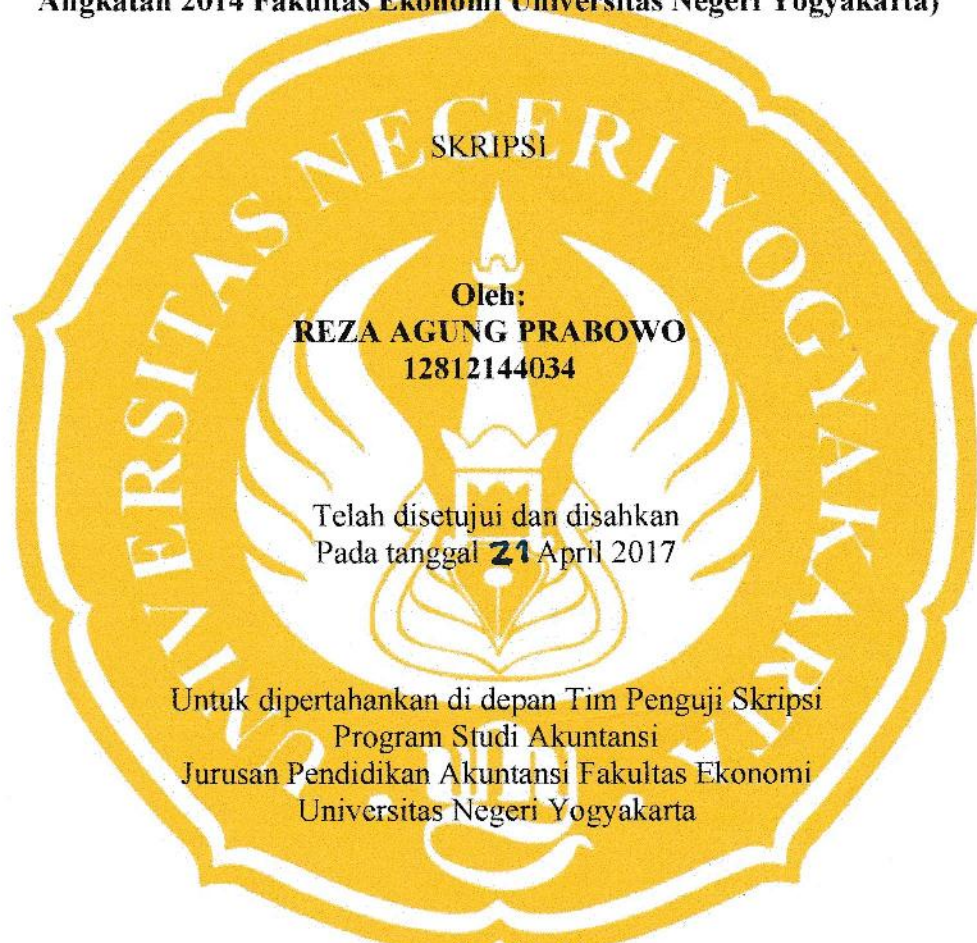 Angkatan 2014 Fakultas Ekonomi Universitas Negeri Yogyakarta)
UNIVERSITAS NEGERI YOGYAKARTA
SKRIPSI
Oleh:
REZA AGUNG PRABOWO
12812144034
Telah disetujui dan disahkan
Pada tanggal 21 April 2017
Untuk dipertahankan di depan Tim Penguji Skripsi
Program Studi Akuntansi
Jurusan Pendidikan Akuntansi Fakultas Ekonomi
Universitas Negeri Yogyakarta